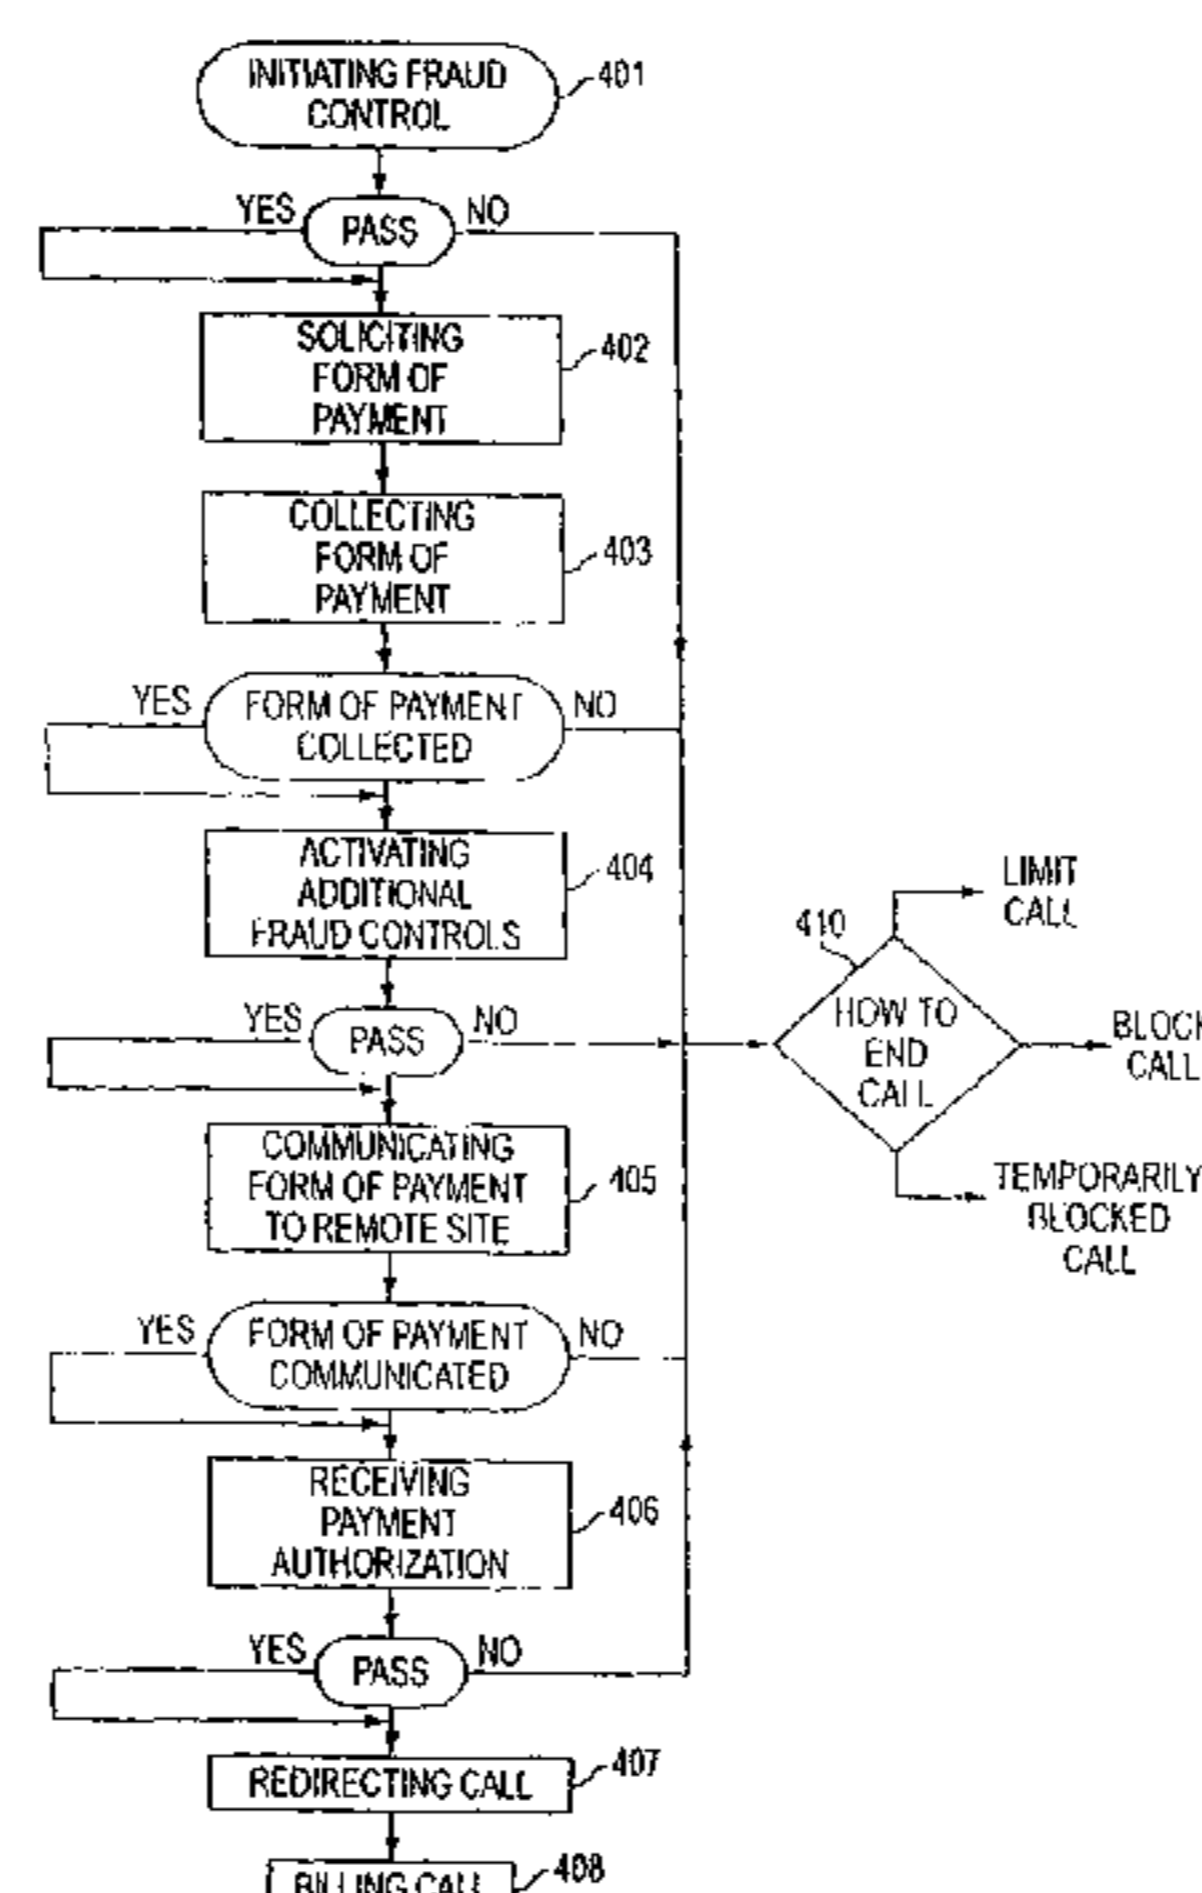 INITIATING FRAUD
CONTROL
401
YES
PASS
NO
SOLICITING
FORM OF
PAYMENT
402
COLLECTING
FORM OF
PAYMENT
403
YES
FORM OF PAYMENT
COLLECTED
NO
ACTIVATING
ADDITIONAL
FRAUD CONTROLS
404
YES
PASS
NO
410
HOW TO
END
CALL
LIMIT
CALL
BLOCK
CALL
TEMPORARILY
BLOCKED
CALL
COMMUNICATING
FORM OF PAYMENT
TO REMOTE SITE
405
YES
FORM OF PAYMENT
COMMUNICATED
NO
RECEIVING
PAYMENT
AUTHORIZATION
406
YES
PASS
NO
REDIRECTING CALL
407
BILLING CALL
408